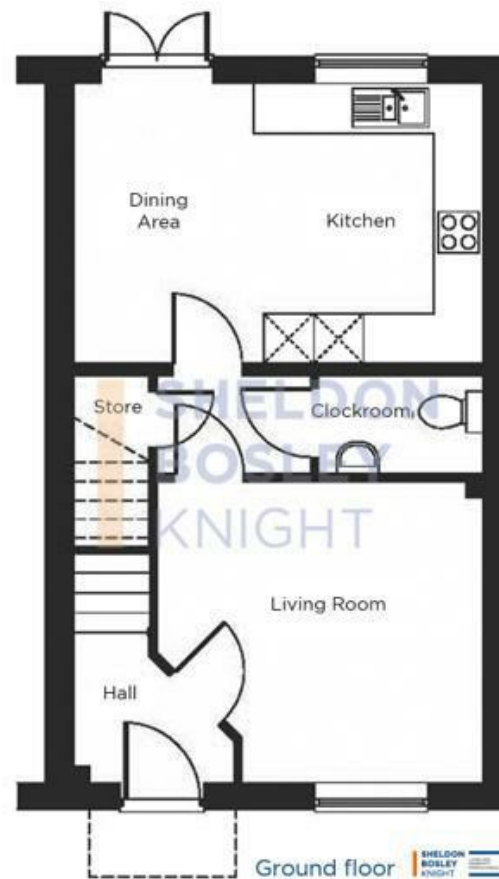 Dining
Area
Kitchen
Store
Clockroom
SHELDON
BOSLEY
KNIGHT
Living Room
Hall
Ground floor
SHELDON
BOSLEY
KNIGHT